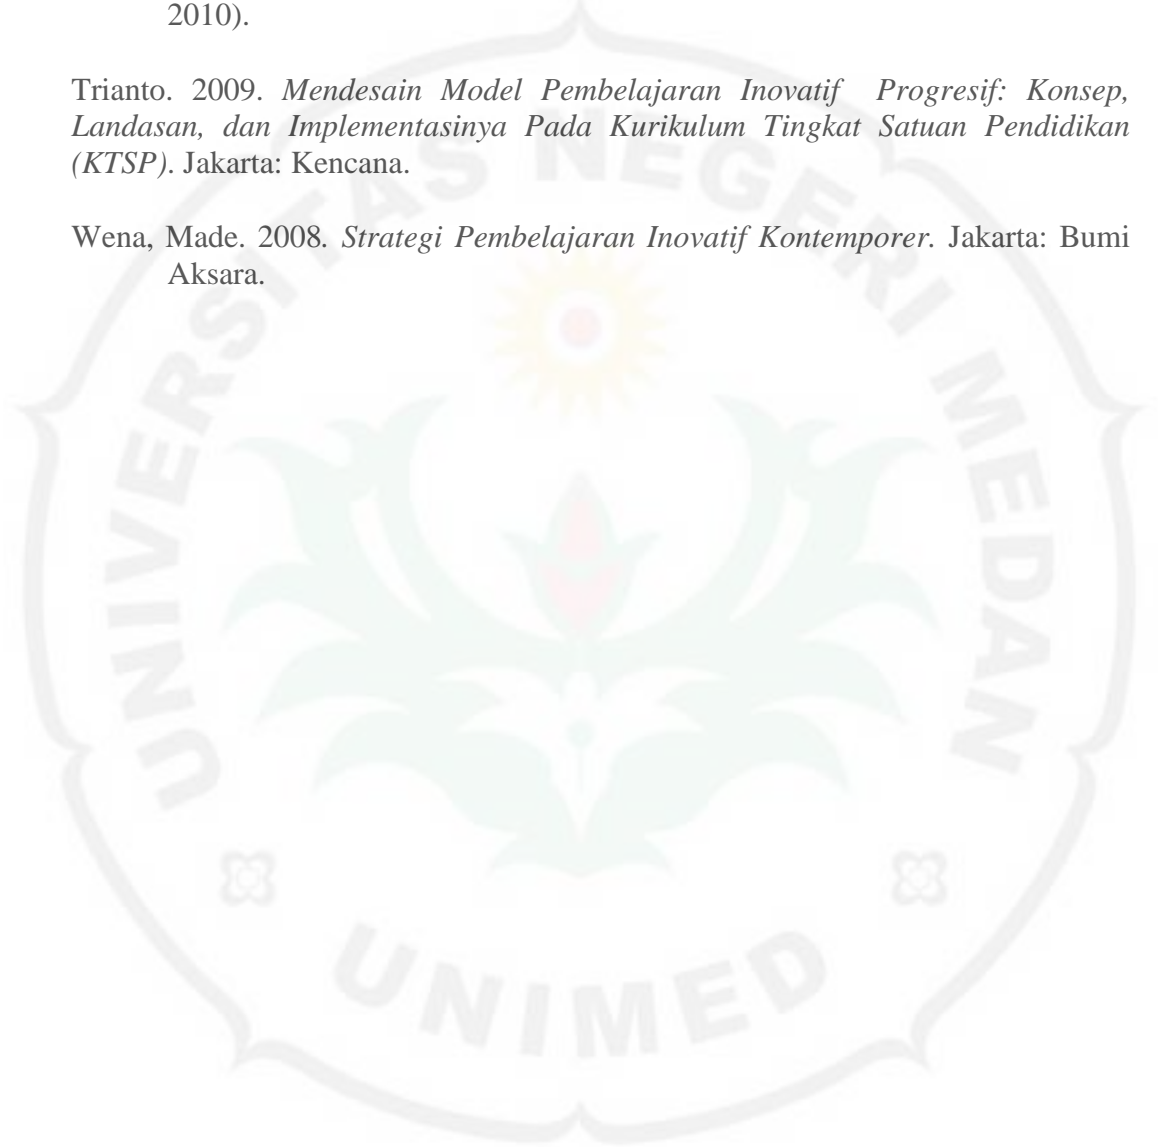 2010).
Trianto. 2009. Mendesain Model Pembelajaran Inovatif Progresif: Konsep,
Landasan, dan Implementasinya Pada Kurikulum Tingkat Satuan Pendidikan
(KTSP). Jakarta: Kencana.
Wena, Made. 2008. Strategi Pembelajaran Inovatif Kontemporer. Jakarta: Bumi
Aksara.
UNIVERSITAS NEGERI MEDAN
UNIMED